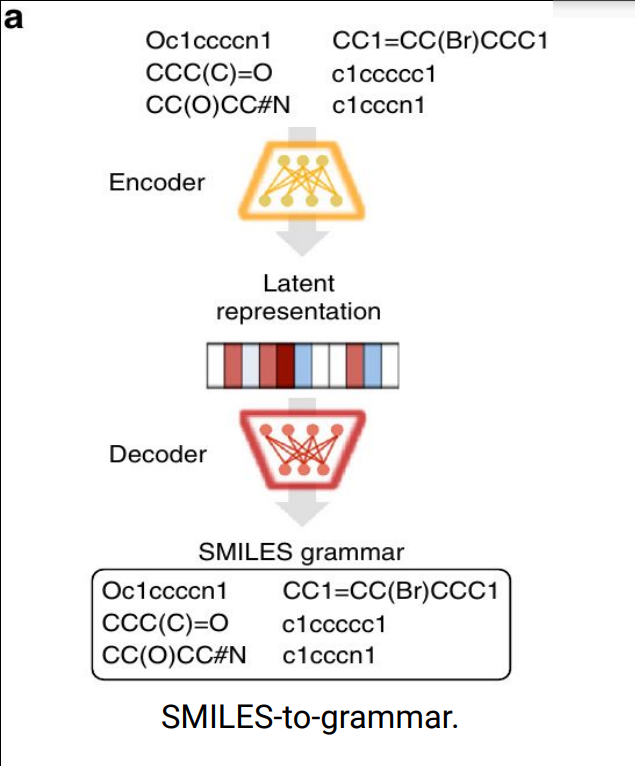 a
Oc1ccccn1 CC1=CC(Br)CCC1
CCC(C)=O c1ccccc1
CC(O)CC#N c1cccn1
Encoder
Latent
representation
Decoder
SMILES grammar
Oc1ccccn1 CC1=CC(Br)CCC1
CCC(C)=O c1ccccc1
CC(O)CC#N c1cccn1
SMILES-to-grammar.